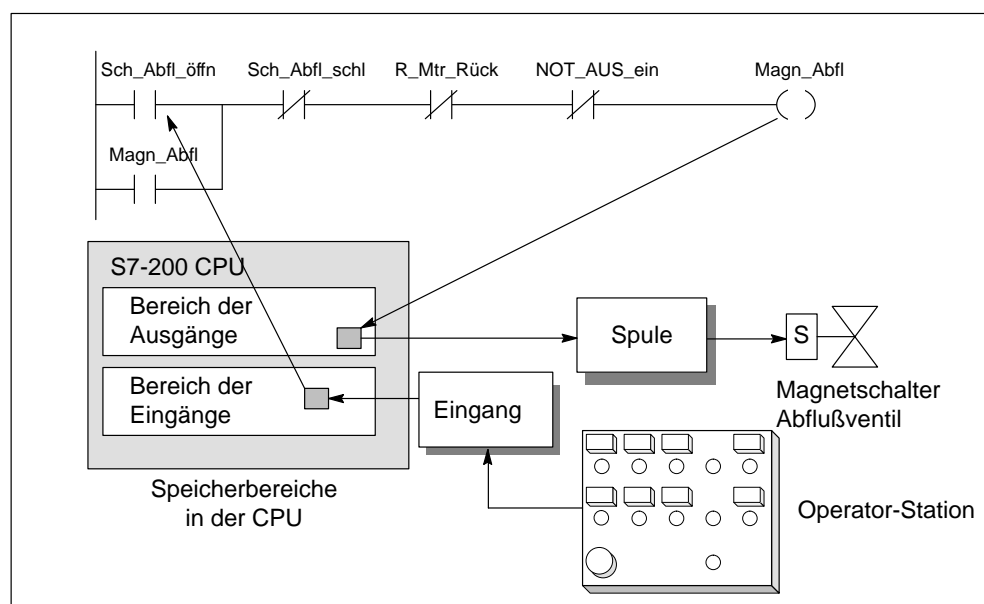 Sch_Abfl_öffn
Sch_Abfl_schl
R_Mtr_Rück
NOT_AUS_ein
Magn_Abfl
Magn_Abfl
S7-200 CPU
Bereich der
Ausgänge
Spule
S
Bereich der
Eingänge
Eingang
Magnetschalter
Abflußventil
Speicherbereiche
in der CPU
Operator-Station